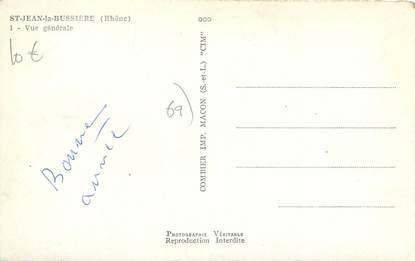 ST-JEAN-la-BUSSIÈRE (Rhône)
1 - Vue générale
10 €
69)
Bonne
année
COMBIER IMP. MACON (S.-et-L.) "CIM"
PHOTOGRAPHIE VÉRITABLE
Reproduction Interdite